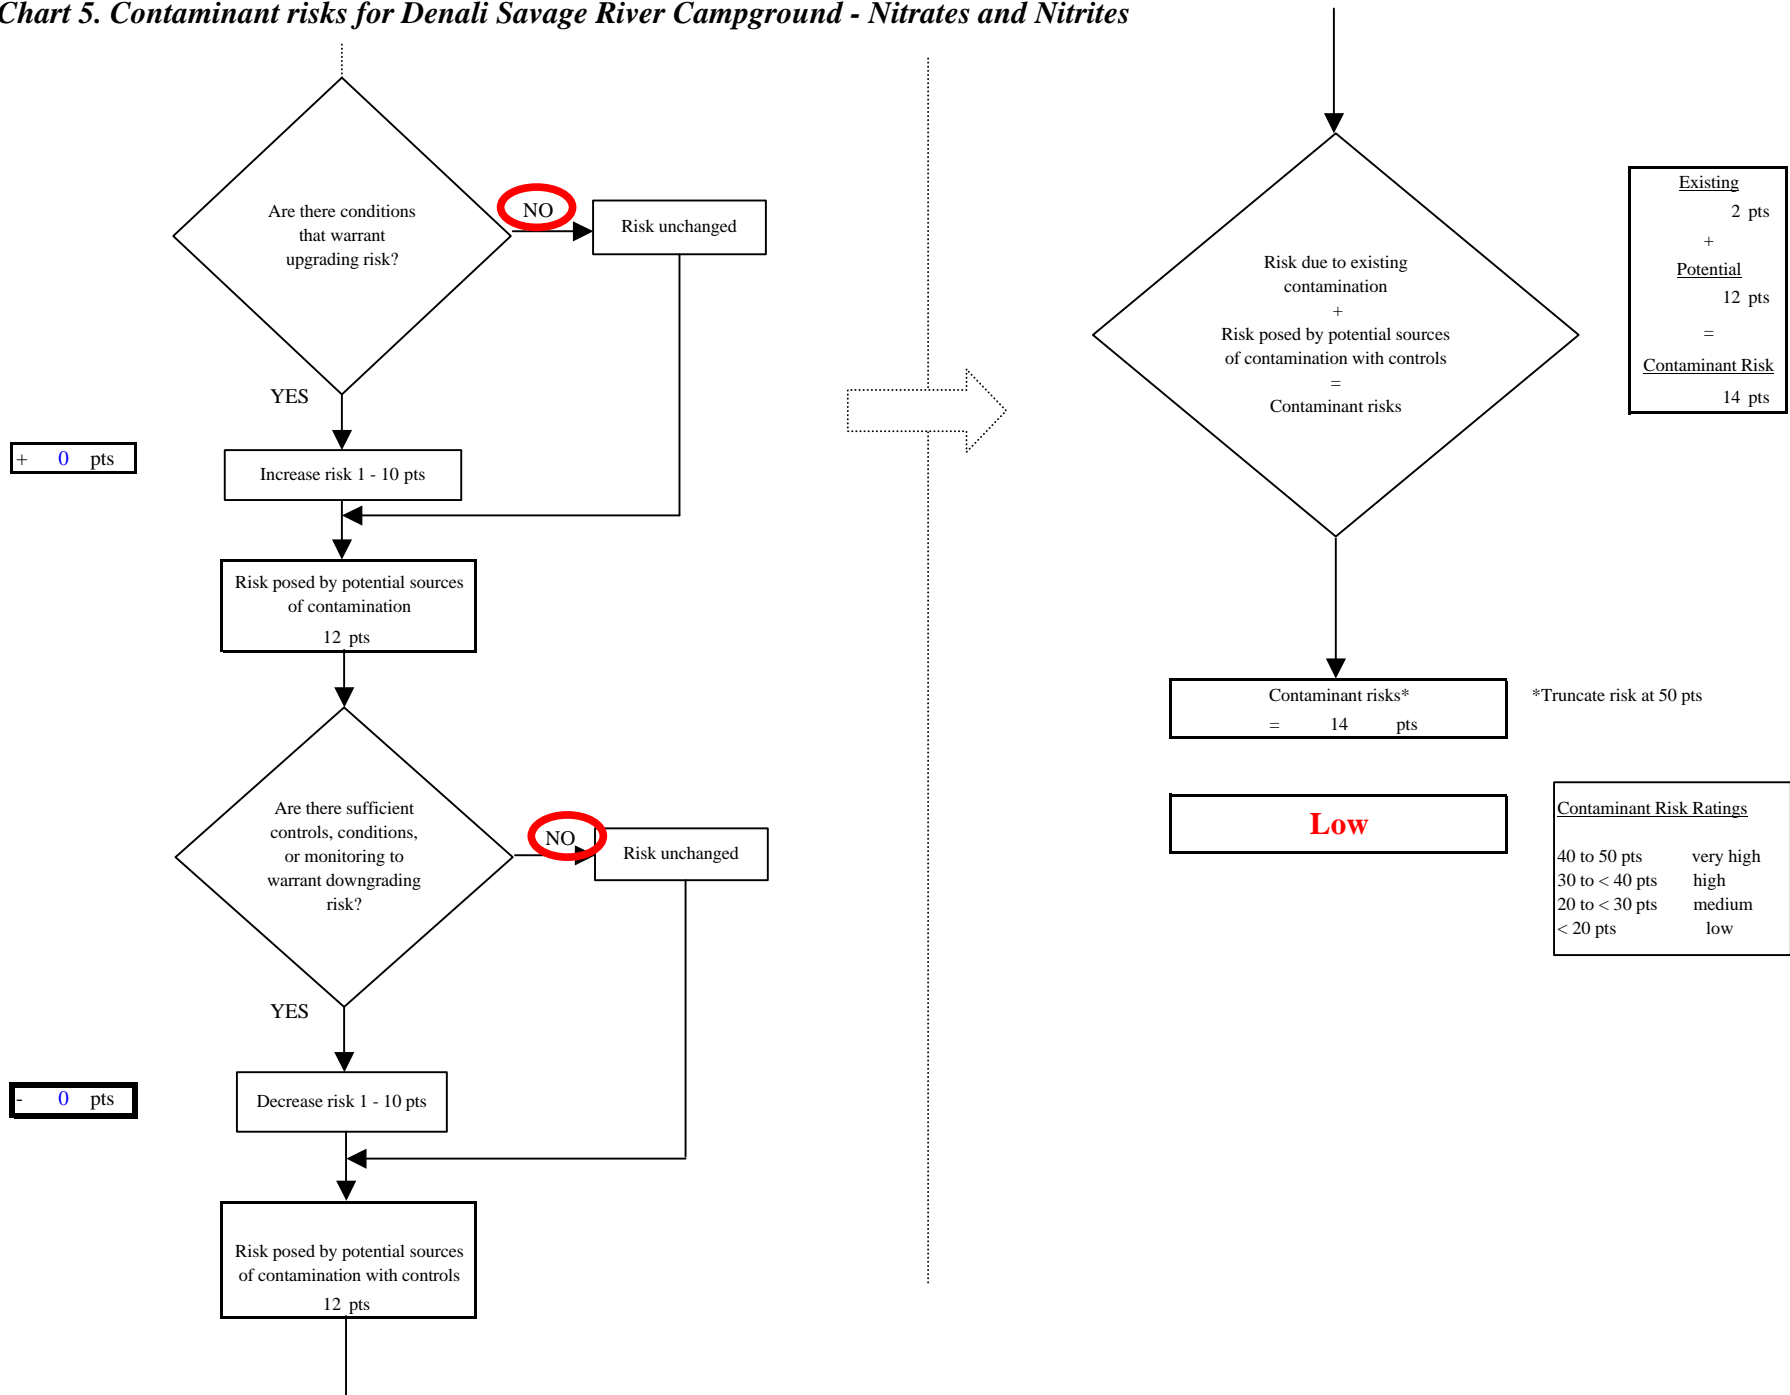 Chart 5. Contaminant risks for Denali Savage River Campground - Nitrates and Nitrites
Are there conditions
that warrant
upgrading risk?
NO
Risk unchanged
YES
+ 0 pts
Increase risk 1 - 10 pts
Risk posed by potential sources
of contamination
12 pts
Are there sufficient
controls, conditions,
or monitoring to
warrant downgrading
risk?
NO
Risk unchanged
YES
- 0 pts
Decrease risk 1 - 10 pts
Risk posed by potential sources
of contamination with controls
12 pts
Risk due to existing
contamination
+
Risk posed by potential sources
of contamination with controls
=
Contaminant risks
Existing
2 pts
+
Potential
12 pts
=
Contaminant Risk
14 pts
Contaminant risks*
= 14 pts
*Truncate risk at 50 pts
Low
Contaminant Risk Ratings
40 to 50 pts very high
30 to < 40 pts high
20 to < 30 pts medium
< 20 pts low